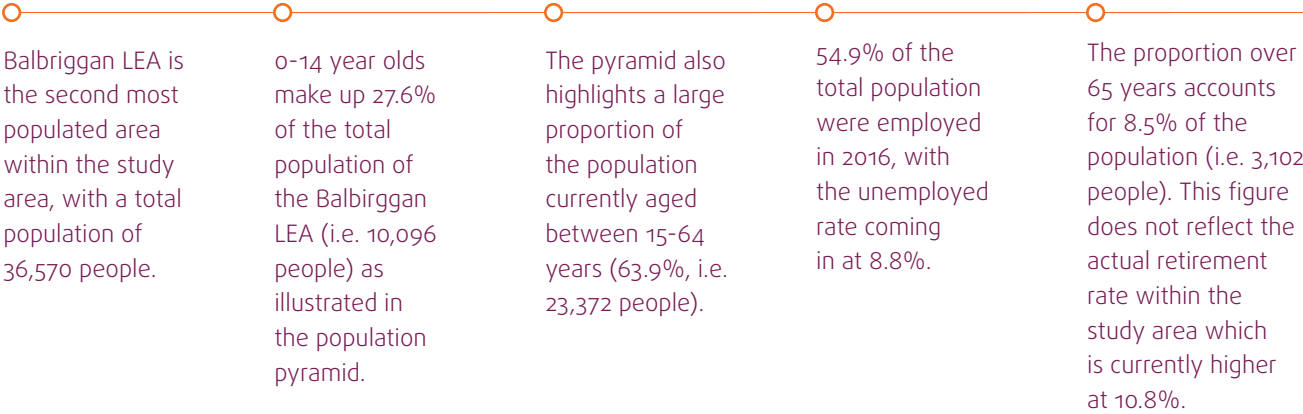 Balbriggan LEA is
the second most
populated area
within the study
area, with a total
population of
36,570 people.
0-14 year olds
make up 27.6%
of the total
population of
the Balbirggan
LEA (i.e. 10,096
people) as
illustrated in
the population
pyramid.
The pyramid also
highlights a large
proportion of
the population
currently aged
between 15-64
years (63.9%, i.e.
23,372 people).
54.9% of the
total population
were employed
in 2016, with
the unemployed
rate coming
in at 8.8%.
The proportion over
65 years accounts
for 8.5% of the
population (i.e. 3,102
people). This figure
does not reflect the
actual retirement
rate within the
study area which
is currently higher
at 10.8%.